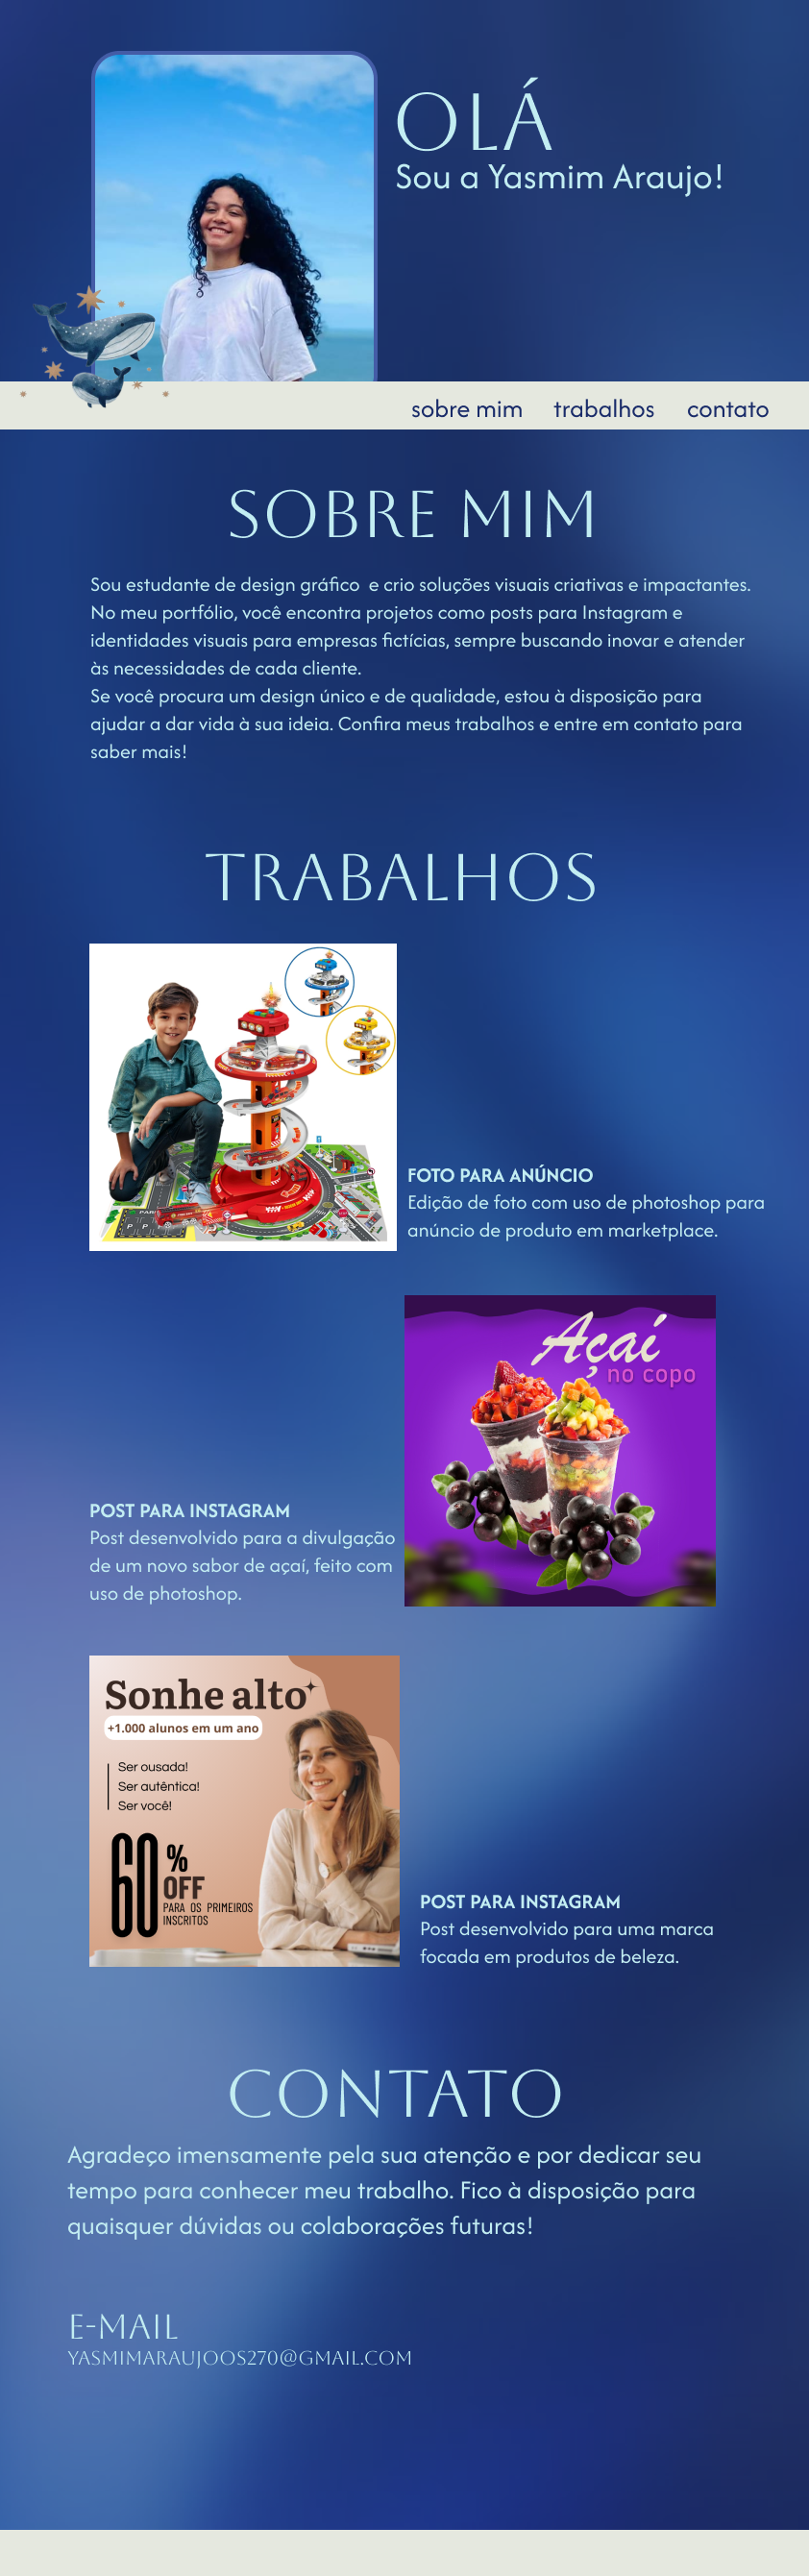 OLÁ
Sou a Yasmim Araujo!
sobre mim trabalhos contato
SOBRE MIM
Sou estudante de design gráfico e crio soluções visuais criativas e impactantes.
No meu portfólio, você encontra projetos como posts para Instagram e
identidades visuais para empresas fictícias, sempre buscando inovar e atender
às necessidades de cada cliente.
Se você procura um design único e de qualidade, estou à disposição para
ajudar a dar vida à sua ideia. Confira meus trabalhos e entre em contato para
saber mais!
TRABALHOS
FOTO PARA ANÚNCIO
Edição de foto com uso de photoshop para
anúncio de produto em marketplace.
Açaí
no copo
POST PARA INSTAGRAM
Post desenvolvido para a divulgação
de um novo sabor de açaí, feito com
uso de photoshop.
Sonhe alto
+1.000 alunos em um ano
Ser ousada!
Ser autêntica!
Ser você!
60% OFF
PARA OS PRIMEIROS
INSCRITOS
POST PARA INSTAGRAM
Post desenvolvido para uma marca
focada em produtos de beleza.
CONTATO
Agradeço imensamente pela sua atenção e por dedicar seu
tempo para conhecer meu trabalho. Fico à disposição para
quaisquer dúvidas ou colaborações futuras!
E-MAIL
YASMIMARAUJOOS270@GMAIL.COM